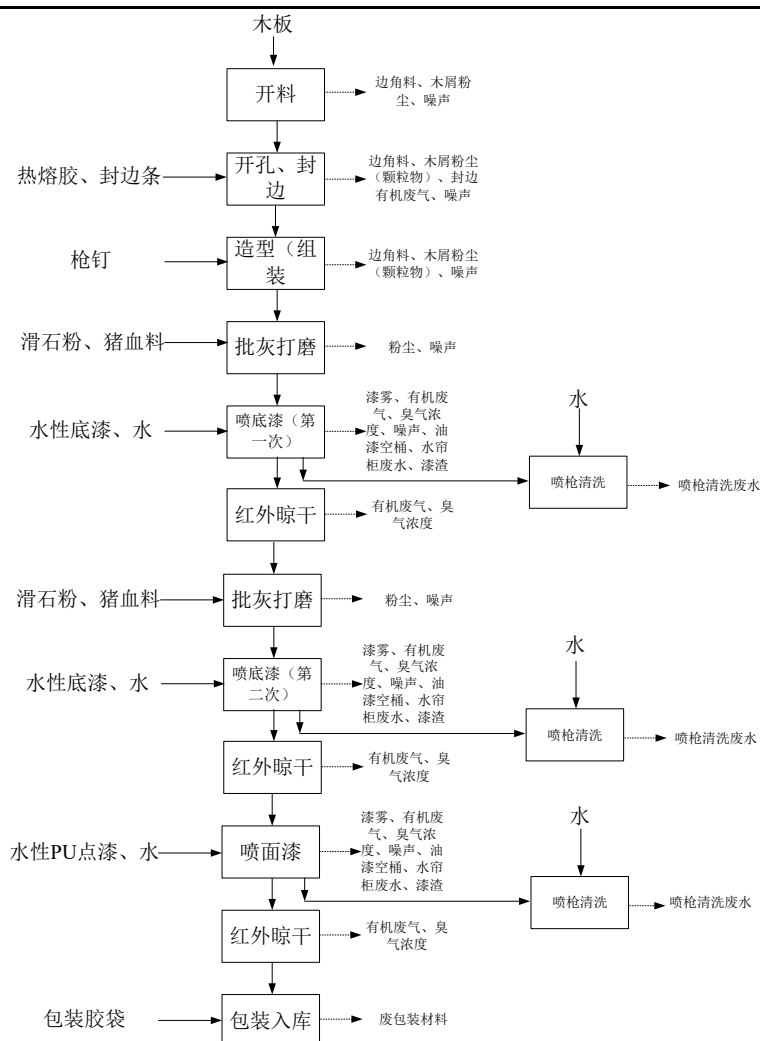 木板
开料
边角料、木屑粉
尘、噪声
热熔胶、封边条
开孔、封
边
边角料、木屑粉尘
（颗粒物）、封边
有机废气、噪声
枪钉
造型（组
装
边角料、木屑粉尘
（颗粒物）、噪声
滑石粉、猪血料
批灰打磨
粉尘、噪声
水性底漆、水
喷底漆（第
一次）
漆雾、有机废
气、臭气浓
度、噪声、油
漆空桶、水帘
柜废水、漆渣
水
喷枪清洗
喷枪清洗废水
红外晾干
有机废气、臭
气浓度
滑石粉、猪血料
批灰打磨
粉尘、噪声
水性底漆、水
喷底漆（第
二次）
漆雾、有机废
气、臭气浓
度、噪声、油
漆空桶、水帘
柜废水、漆渣
水
喷枪清洗
喷枪清洗废水
红外晾干
有机废气、臭
气浓度
水性PU点漆、水
喷面漆
漆雾、有机废
气、臭气浓
度、噪声、油
漆空桶、水帘
柜废水、漆渣
水
喷枪清洗
喷枪清洗废水
红外晾干
有机废气、臭
气浓度
包装胶袋
包装入库
废包装材料